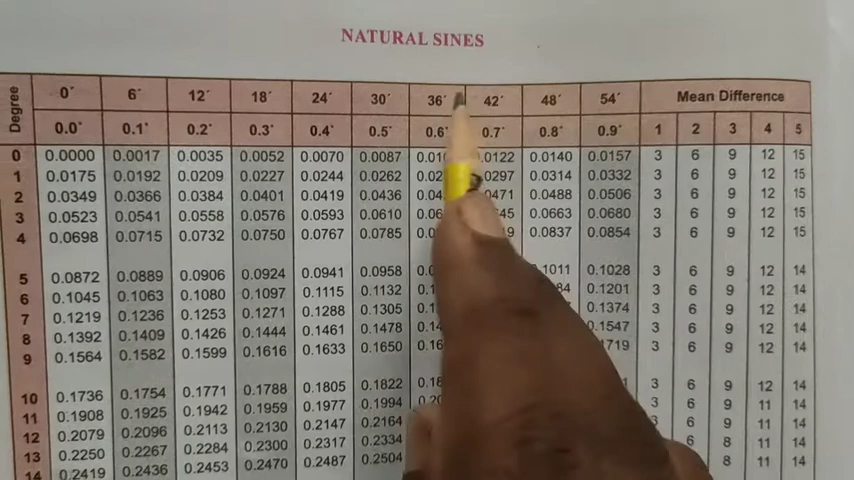 NATURAL SINES
Degree 0´ 6´ 12´ 18´ 24´ 30´ 36´ 42´ 48´ 54´ Mean Difference
0.0˚ 0.1˚ 0.2˚ 0.3˚ 0.4˚ 0.5˚ 0.6˚ 0.7˚ 0.8˚ 0.9˚ 1 2 3 4 5
0 0.0000 0.0017 0.0035 0.0052 0.0070 0.0087 0.0122 0.0140 0.0157 3 6 9 12 15
1 0.0175 0.0192 0.0209 0.0227 0.0244 0.0262 0297 0.0314 0.0332 3 6 9 12 15
2 0.0349 0.0366 0.0384 0.0401 0.0419 0.0436 0471 0.0488 0.0506 3 6 9 12 15
3 0.0523 0.0541 0.0558 0.0576 0.0593 0.0610 0.0663 0.0680 3 6 9 12 15
4 0.0698 0.0715 0.0732 0.0750 0.0767 0.0785 0.0837 0.0854 3 6 9 12 15
5 0.0872 0.0889 0.0906 0.0924 0.0941 0.0958 1011 0.1028 3 6 9 12 14
6 0.1045 0.1063 0.1080 0.1097 0.1115 0.1132 84 0.1201 3 6 9 12 14
7 0.1219 0.1236 0.1253 0.1271 0.1288 0.1305 0.1374 3 6 9 12 14
8 0.1392 0.1409 0.1426 0.1444 0.1461 0.1478 0.1547 3 6 9 12 14
9 0.1564 0.1582 0.1599 0.1616 0.1633 0.1650 1719 3 6 9 12 14
10 0.1736 0.1754 0.1771 0.1788 0.1805 0.1822 3 6 9 12 14
11 0.1908 0.1925 0.1942 0.1959 0.1977 0.1994 3 6 9 11 14
12 0.2079 0.2096 0.2113 0.2130 0.2147 0.2164 6 9 11 14
13 0.2250 0.2267 0.2284 0.2300 0.2317 0.2334 6 8 11 14
14 0.2419 0.2436 0.2453 0.2470 0.2487 0.2504 8 11 14